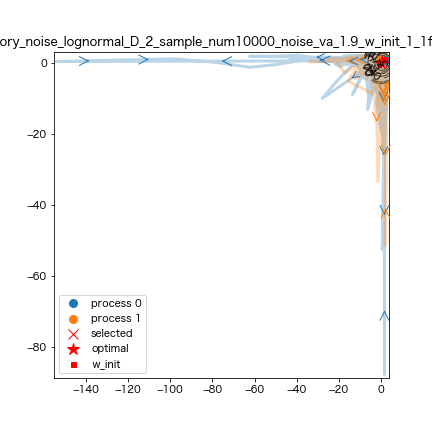 ory_noise_lognormal_D_2_sample_num10000_noise_va_1.9_w_init_1_1f
0
−20
−40
−60
−80
−140
−120
−100
−80
−60
−40
−20
0
process 0
process 1
selected
optimal
w_init